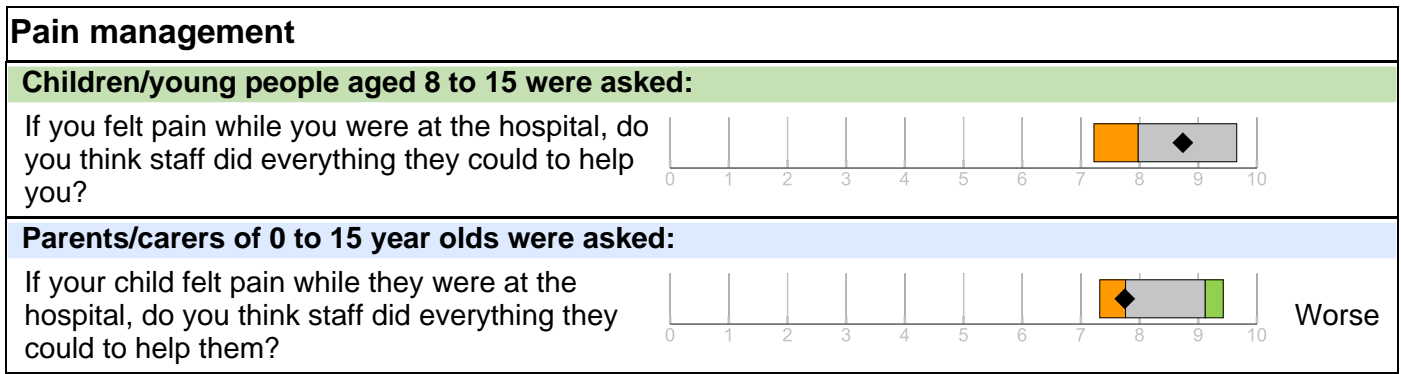 Pain management
Children/young people aged 8 to 15 were asked:
If you felt pain while you were at the hospital, do
you think staff did everything they could to help
you?
0 1 2 3 4 5 6 7 8 9 10
Parents/carers of 0 to 15 year olds were asked:
If your child felt pain while they were at the
hospital, do you think staff did everything they
could to help them?
0 1 2 3 4 5 6 7 8 9 10
Worse